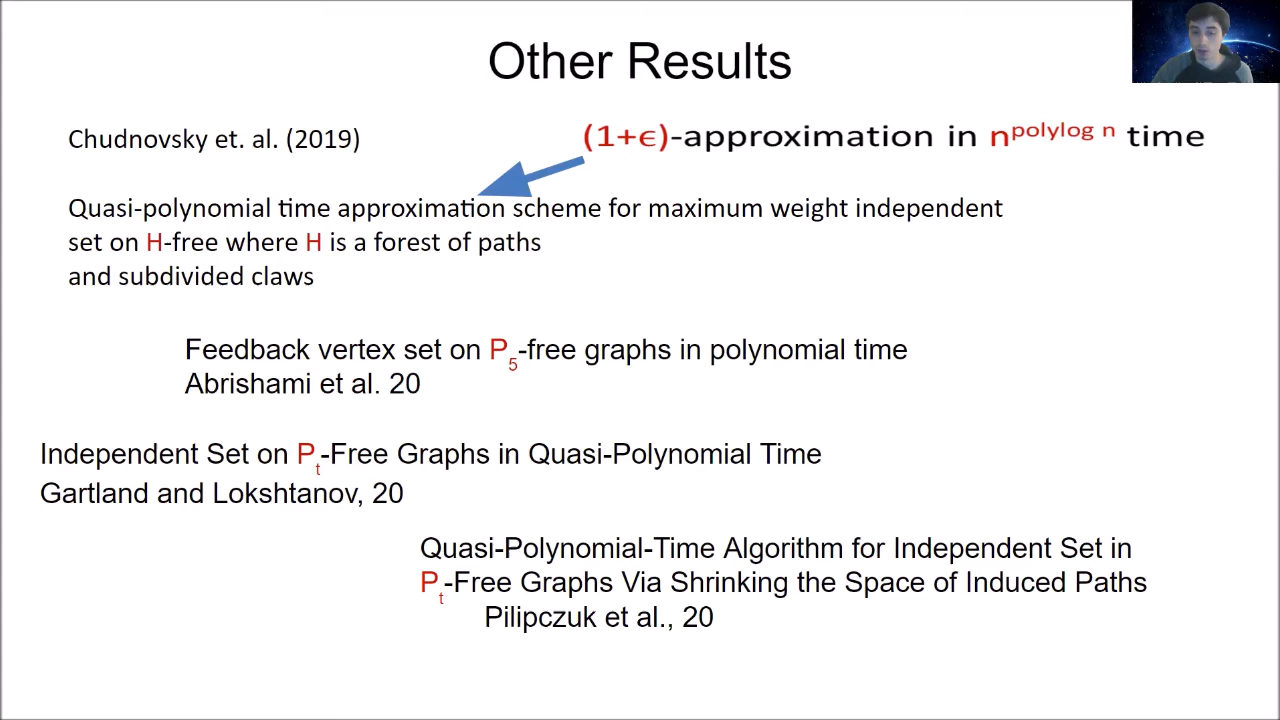 Other Results
Chudnovsky et. al. (2019)
(1+ϵ)-approximation in n^polylog n time
Quasi-polynomial time approximation scheme for maximum weight independent
set on H-free where H is a forest of paths
and subdivided claws
Feedback vertex set on P₅-free graphs in polynomial time
Abrishami et al. 20
Independent Set on Pₜ-Free Graphs in Quasi-Polynomial Time
Gartland and Lokshtanov, 20
Quasi-Polynomial-Time Algorithm for Independent Set in
Pₜ-Free Graphs Via Shrinking the Space of Induced Paths
Pilipczuk et al., 20